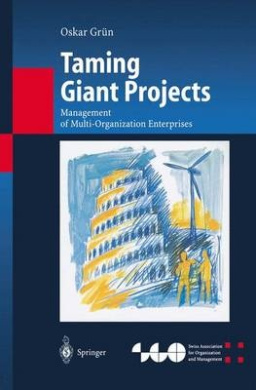 Oskar Grün
Taming
Giant Projects
Management
of Multi-Organization Enterprises
Springer
Swiss Association
for Organization
and Management